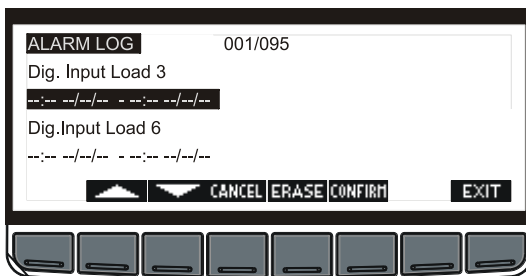 ALARM LOG 001/095
Dig. Input Load 3
--:-- --/--/-- - --:-- --/--/--
Dig.Input Load 6
--:-- --/--/-- - --:-- --/--/--
CANCEL ERASE CONFIRM EXIT